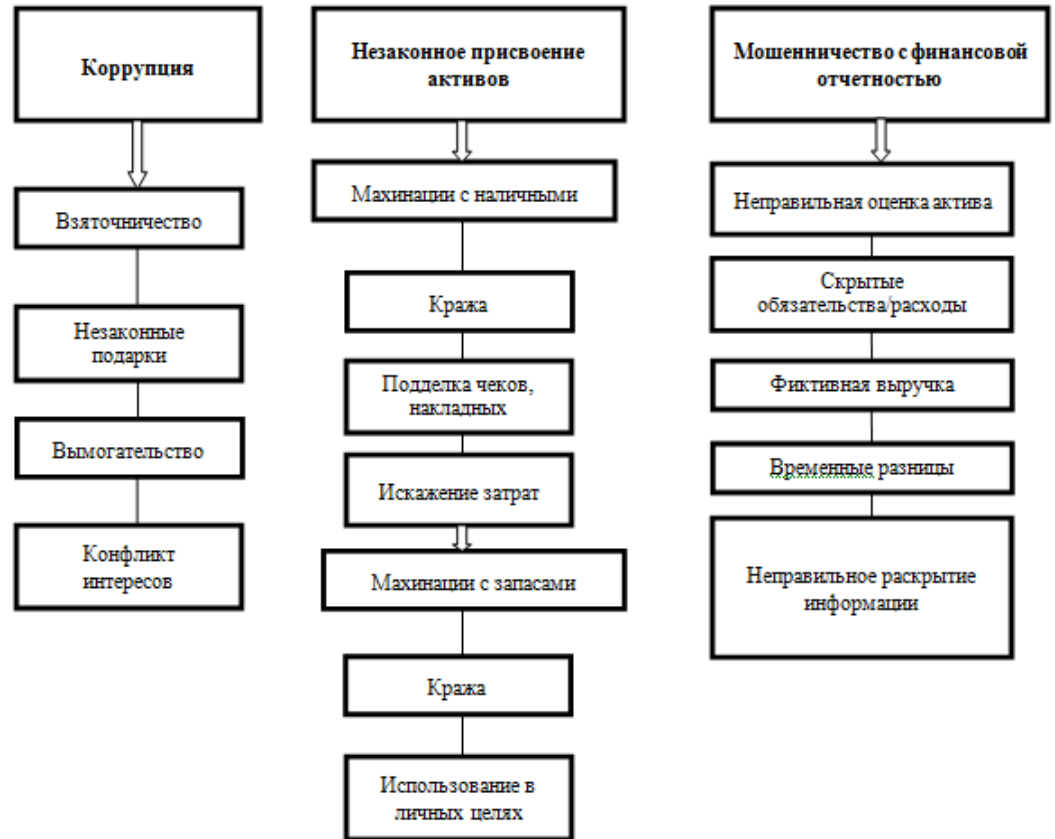 Коррупция
Взяточничество
Незаконные
подарки
Вымогательство
Конфликт
интересов
Незаконное присвоение
активов
Махинации с наличными
Кража
Подделка чеков,
накладных
Искажение затрат
Махинации с запасами
Кража
Использование в
личных целях
Мошенничество с финансовой
отчетностью
Неправильная оценка актива
Скрытые
обязательства/расходы
Фиктивная выручка
Временные разницы
Неправильное раскрытие
информации